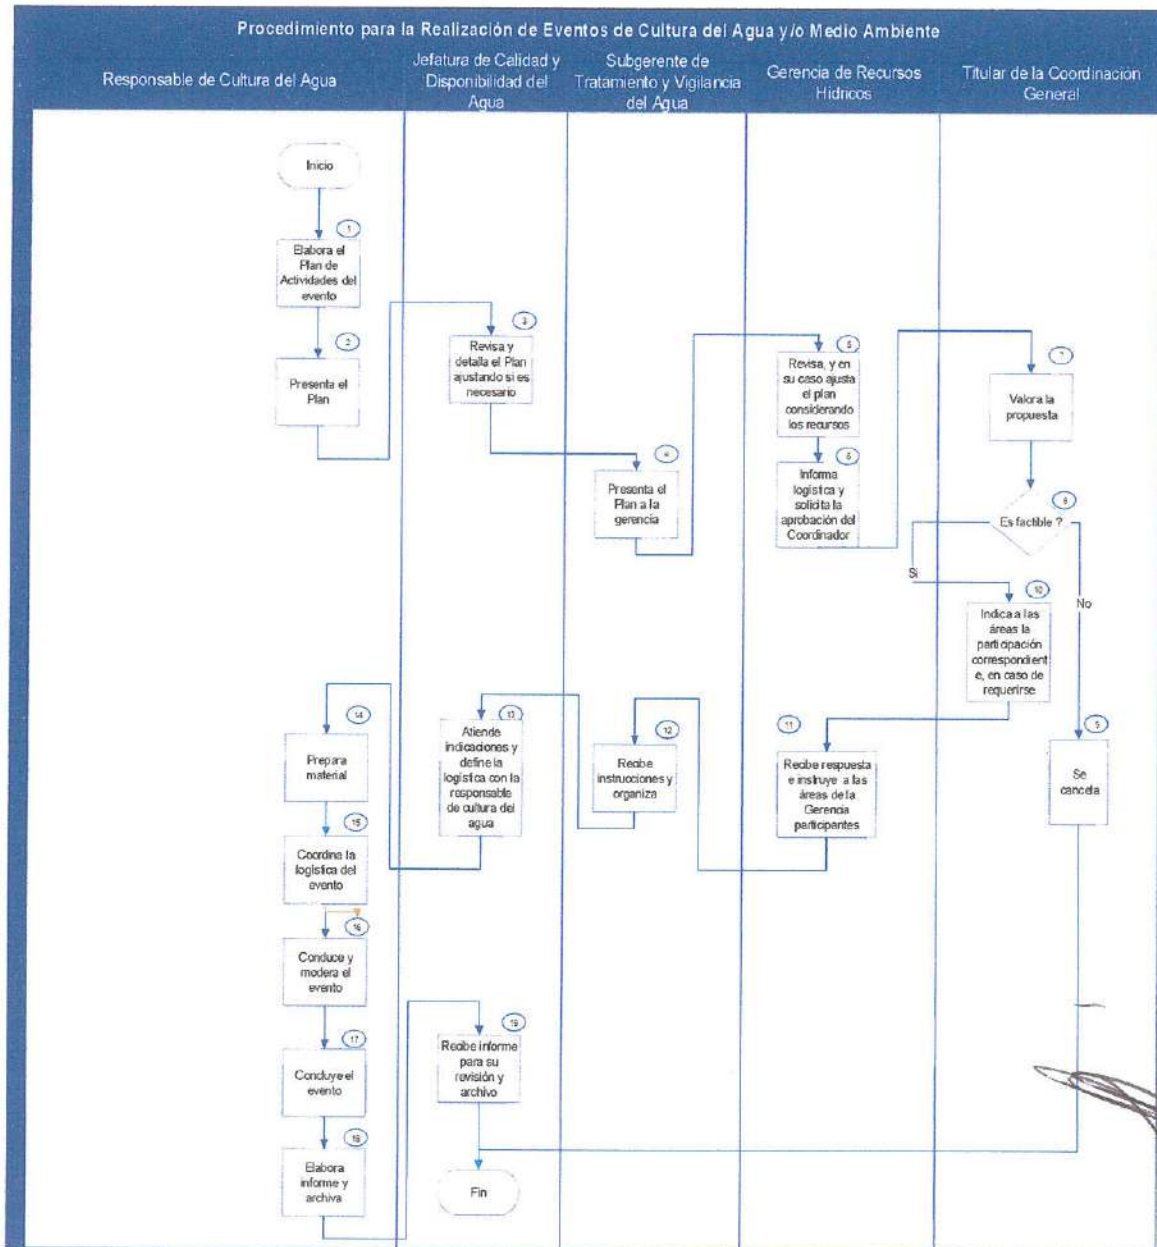 Procedimiento para la Realización de Eventos de Cultura del Agua y/o Medio Ambiente
Responsable de Cultura del Agua
Jefatura de Calidad y
Disponibilidad del
Agua
Subgerente de
Tratamiento y Vigilancia
del Agua
Gerencia de Recursos
Hídricos
Titular de la Coordinación
General
Inicio
1
Elabora el
Plan de
Actividades del
evento
2
Presenta el
Plan
3
Revisa y
detalla el Plan
ajustando si es
necesario
4
Presenta el
Plan a la
gerencia
5
Revisa, y en
su caso ajusta
el plan
considerando
los recursos
6
Informa
logística y
solicita la
aprobación del
Coordinador
7
Valora la
propuesta
8
Es factible ?
Si
No
9
Se
cancela
10
Indica a las
áreas la
participación
correspondient
e, en caso de
requerirse
11
Recibe respuesta
e instruye a las
áreas de la
Gerencia
participantes
12
Recibe
instrucciones y
organiza
13
Atiende
indicaciones y
define la
logística con la
responsable
de cultura del
agua
14
Prepara
material
15
Coordina la
logística del
evento
16
Conduce y
modera el
evento
17
Concluye el
evento
18
Elabora
informe y
archiva
19
Recibe informe
para su
revisión y
archivo
Fin